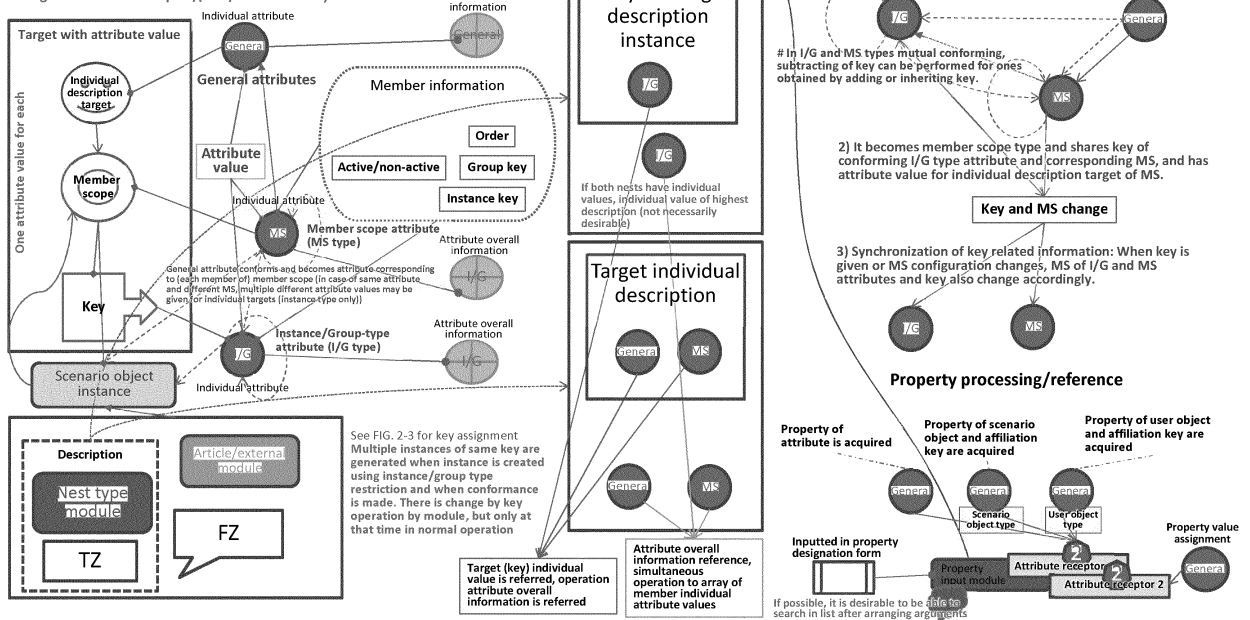 Individual attribute
information
Target with attribute value
General
General
General attributes
Individual
description
target
One attribute value for each
Member
scope
Key
Attribute
value
Individual attribute
MS
Member scope attribute
(MS type)
Member information
Order
Active/non-active
Group key
Instance key
Attribute overall
information
I/G
General attribute conforms and becomes attribute corresponding
to (each member of) member scope (in case of same attribute
and different MS, multiple different attribute values may be
given for individual targets (instance type only))
I/G
Instance/Group-type
attribute (I/G type)
Attribute overall
information
I/G
Individual attribute
Scenario object
instance
Description
Nest type
module
TZ
Article/external
module
FZ
See FIG. 2-3 for key assignment
Multiple instances of same key are
generated when instance is created
using instance/group type
restriction and when conformance
is made. There is change by key
operation by module, but only at
that time in normal operation
description
instance
I/G
I/G
If both nests have individual
values, individual value of highest
description (not necessarily
desirable)
Target individual
description
General
MS
General
MS
Target (key) individual
value is referred, operation
attribute overall
information is referred
Attribute overall
information reference,
simultaneous
operation to array of
member individual
attribute values
I/G
General
# In I/G and MS types mutual conforming,
subtracting of key can be performed for ones
obtained by adding or inheriting key.
MS
2) It becomes member scope type and shares key of
conforming I/G type attribute and corresponding MS, and has
attribute value for individual description target of MS.
Key and MS change
3) Synchronization of key related information: When key is
given or MS configuration changes, MS of I/G and MS
attributes and key also change accordingly.
I/G
MS
Property processing/reference
Property of
attribute is acquired
Property of scenario
object and affiliation
key are acquired
Property of user object
and affiliation key are
acquired
General
General
General
Scenario
object type
User object
type
Inputted in property
designation form
Property
input module
2
Attribute receptor
2
Attribute receptor 2
Property value
assignment
General
If possible, it is desirable to be able to
search in list after arranging arguments